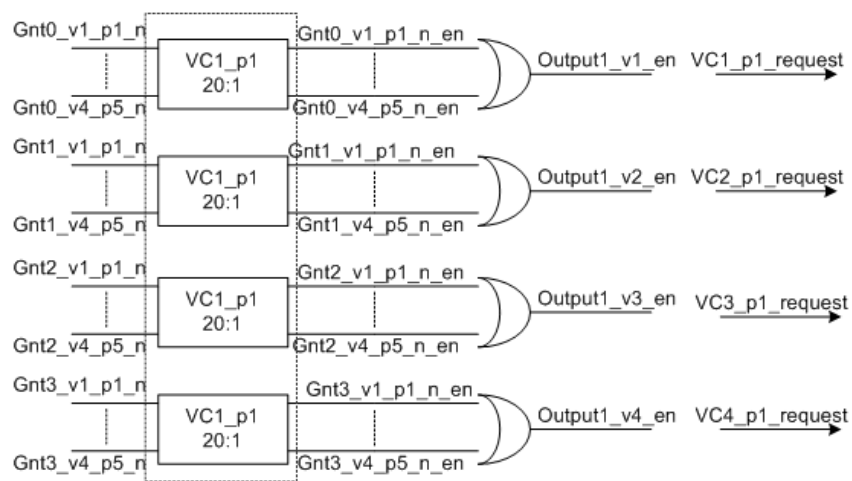 Gnt0_v1_p1_n
VC1_p1
20:1
Gnt0_v1_p1_n_en
Output1_v1_en
VC1_p1_request
Gnt0_v4_p5_n
Gnt0_v4_p5_n_en
Gnt1_v1_p1_n
VC1_p1
20:1
Gnt1_v1_p1_n_en
Output1_v2_en
VC2_p1_request
Gnt1_v4_p5_n
Gnt1_v4_p5_n_en
Gnt2_v1_p1_n
VC1_p1
20:1
Gnt2_v1_p1_n_en
Output1_v3_en
VC3_p1_request
Gnt2_v4_p5_n
Gnt2_v4_p5_n_en
Gnt3_v1_p1_n
VC1_p1
20:1
Gnt3_v1_p1_n_en
Output1_v4_en
VC4_p1_request
Gnt3_v4_p5_n
Gnt3_v4_p5_n_en